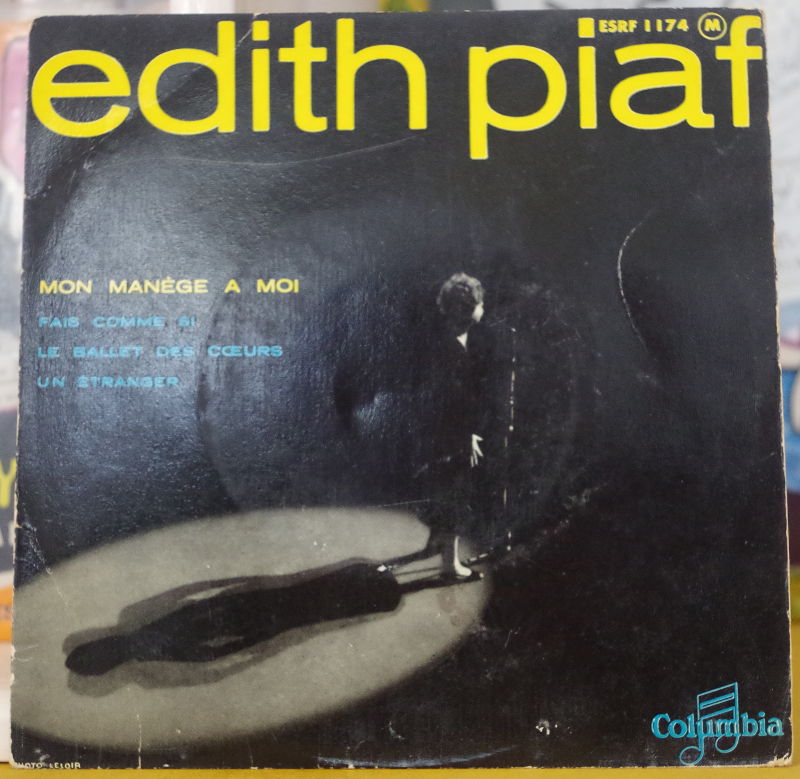 ESRF 1174 M
edith piaf
MON MANÈGE A MOI
FAIS COMME SI
LE BALLET DES CŒURS
UN ÉTRANGER
Columbia
PHOTO LELOIR